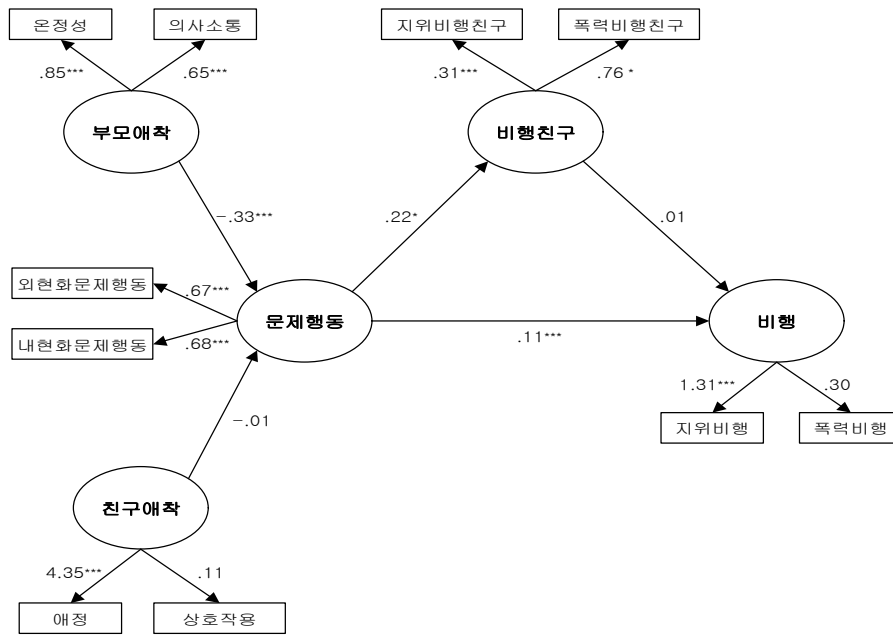 온정성 의사소통 지위비행친구 폭력비행친구
.85*** .65*** .31*** .76 *
부모애착 비행친구
-.33*** .22* .01
외현화문제행동 .67***
문제행동 비행
내현화문제행동 .68*** .11***
1.31*** .30
-.01 지위비행 폭력비행
친구애착
4.35*** .11
애정 상호작용